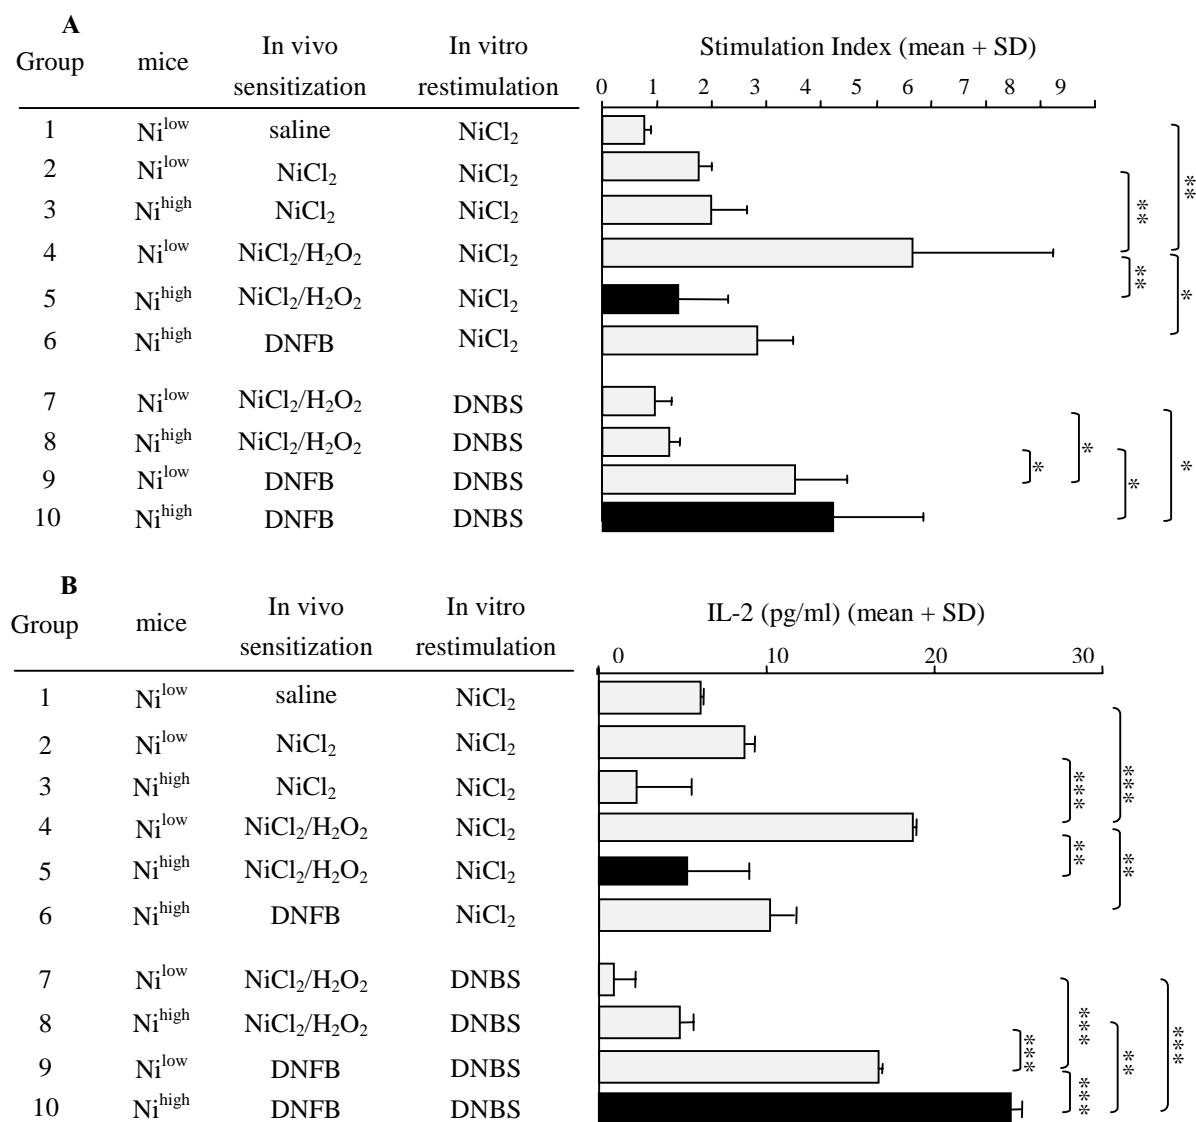 A
Group mice In vivo sensitization In vitro restimulation Stimulation Index (mean + SD)
0 1 2 3 4 5 6 7 8 9
1 Ni^low saline NiCl₂
2 Ni^low NiCl₂ NiCl₂
3 Ni^high NiCl₂ NiCl₂
4 Ni^low NiCl₂/H₂O₂ NiCl₂
5 Ni^high NiCl₂/H₂O₂ NiCl₂
6 Ni^high DNFB NiCl₂
7 Ni^low NiCl₂/H₂O₂ DNBS
8 Ni^high NiCl₂/H₂O₂ DNBS
9 Ni^low DNFB DNBS
10 Ni^high DNFB DNBS
** ** ** * * * * *
B
Group mice In vivo sensitization In vitro restimulation IL-2 (pg/ml) (mean + SD)
0 10 20 30
1 Ni^low saline NiCl₂
2 Ni^low NiCl₂ NiCl₂
3 Ni^high NiCl₂ NiCl₂
4 Ni^low NiCl₂/H₂O₂ NiCl₂
5 Ni^high NiCl₂/H₂O₂ NiCl₂
6 Ni^high DNFB NiCl₂
7 Ni^low NiCl₂/H₂O₂ DNBS
8 Ni^high NiCl₂/H₂O₂ DNBS
9 Ni^low DNFB DNBS
10 Ni^high DNFB DNBS
*** *** ** ** *** *** *** ** ***